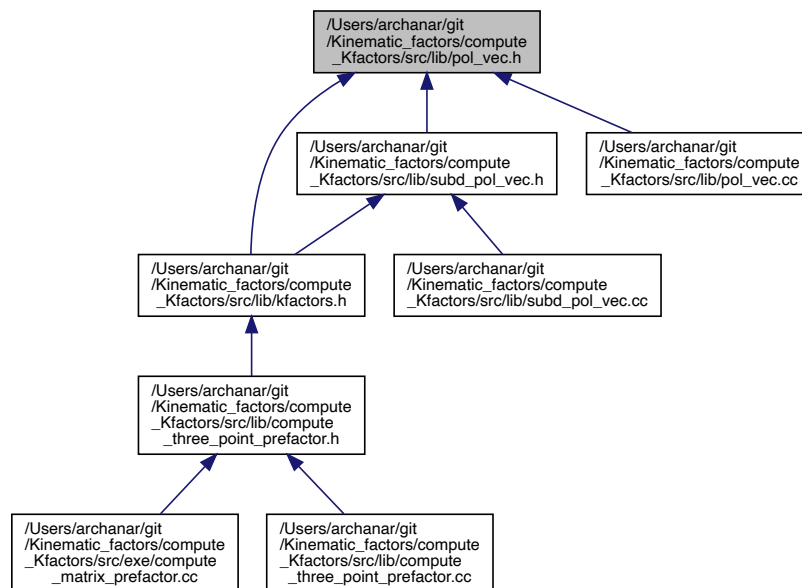 /Users/archanar/git
/Kinematic_factors/compute
_Kfactors/src/lib/pol_vec.h
/Users/archanar/git
/Kinematic_factors/compute
_Kfactors/src/lib/subd_pol_vec.h
/Users/archanar/git
/Kinematic_factors/compute
_Kfactors/src/lib/pol_vec.cc
/Users/archanar/git
/Kinematic_factors/compute
_Kfactors/src/lib/kfactors.h
/Users/archanar/git
/Kinematic_factors/compute
_Kfactors/src/lib/subd_pol_vec.cc
/Users/archanar/git
/Kinematic_factors/compute
_Kfactors/src/lib/compute
_three_point_prefactor.h
/Users/archanar/git
/Kinematic_factors/compute
_Kfactors/src/exe/compute
_matrix_prefactor.cc
/Users/archanar/git
/Kinematic_factors/compute
_Kfactors/src/lib/compute
_three_point_prefactor.cc